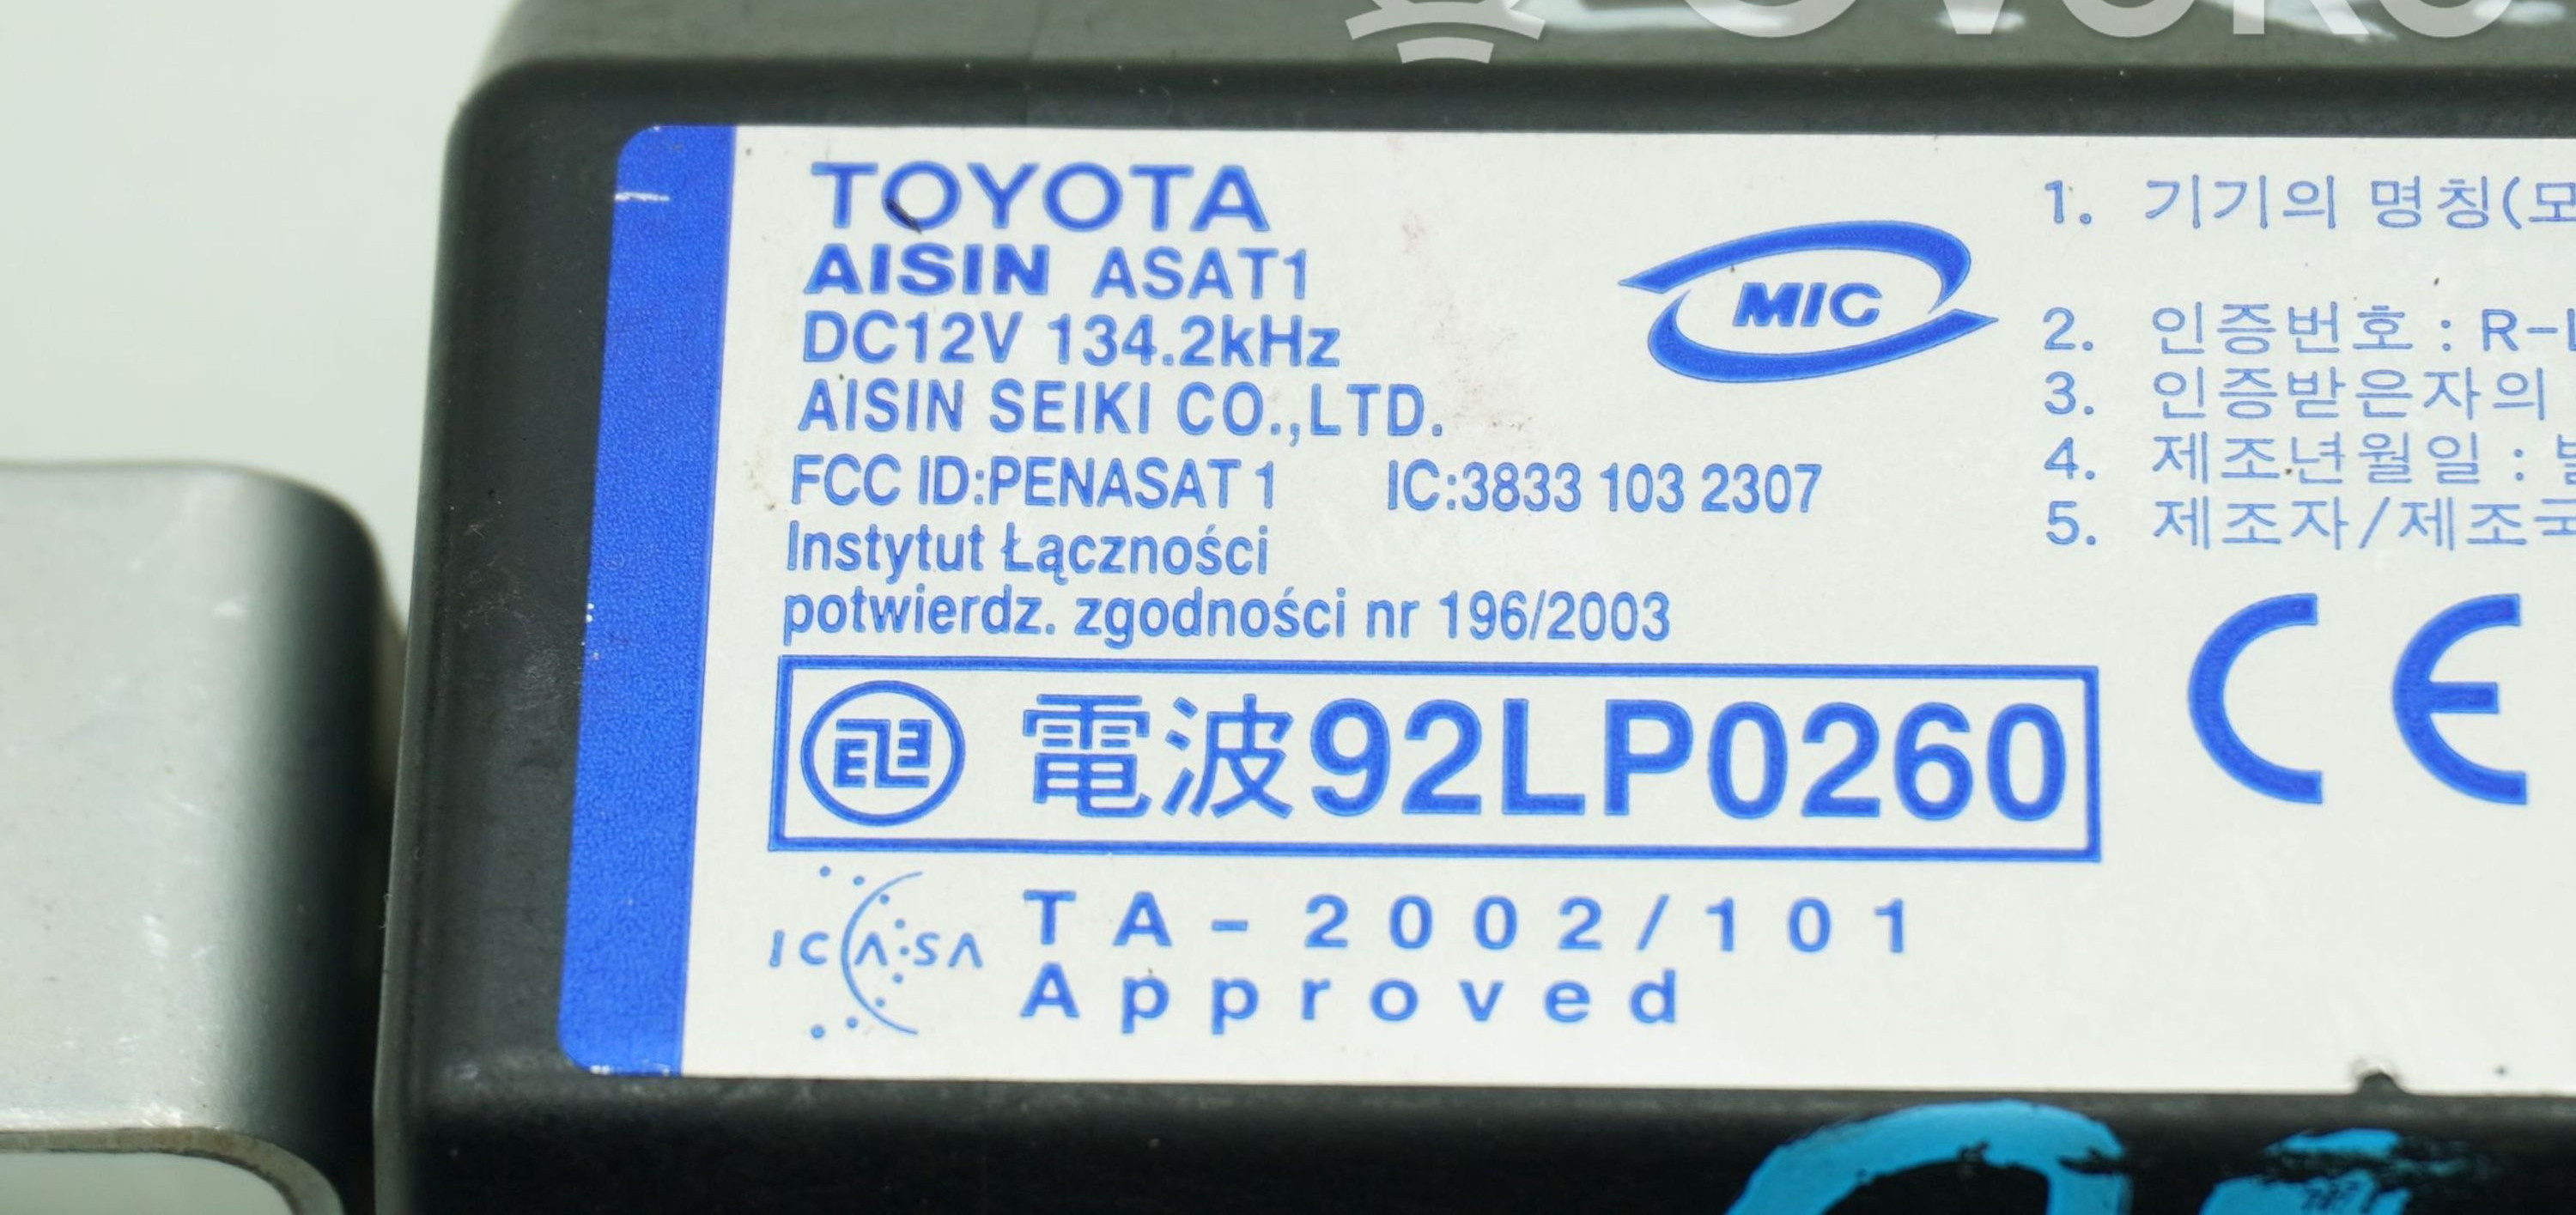 TOYOTA
AISIN ASAT1
DC12V 134.2kHz
AISIN SEIKI CO.,LTD.
FCC ID:PENASAT 1 IC:3833 103 2307
Instytut Łączności
potwierdz. zgodności nr 196/2003
電波92LP0260
ICASA TA-2002/101
Approved
MIC
1. 기기의 명칭(모
2. 인증번호 : R-L
3. 인증받은자의
4. 제조년월일 :
5. 제조자/제조국
CE